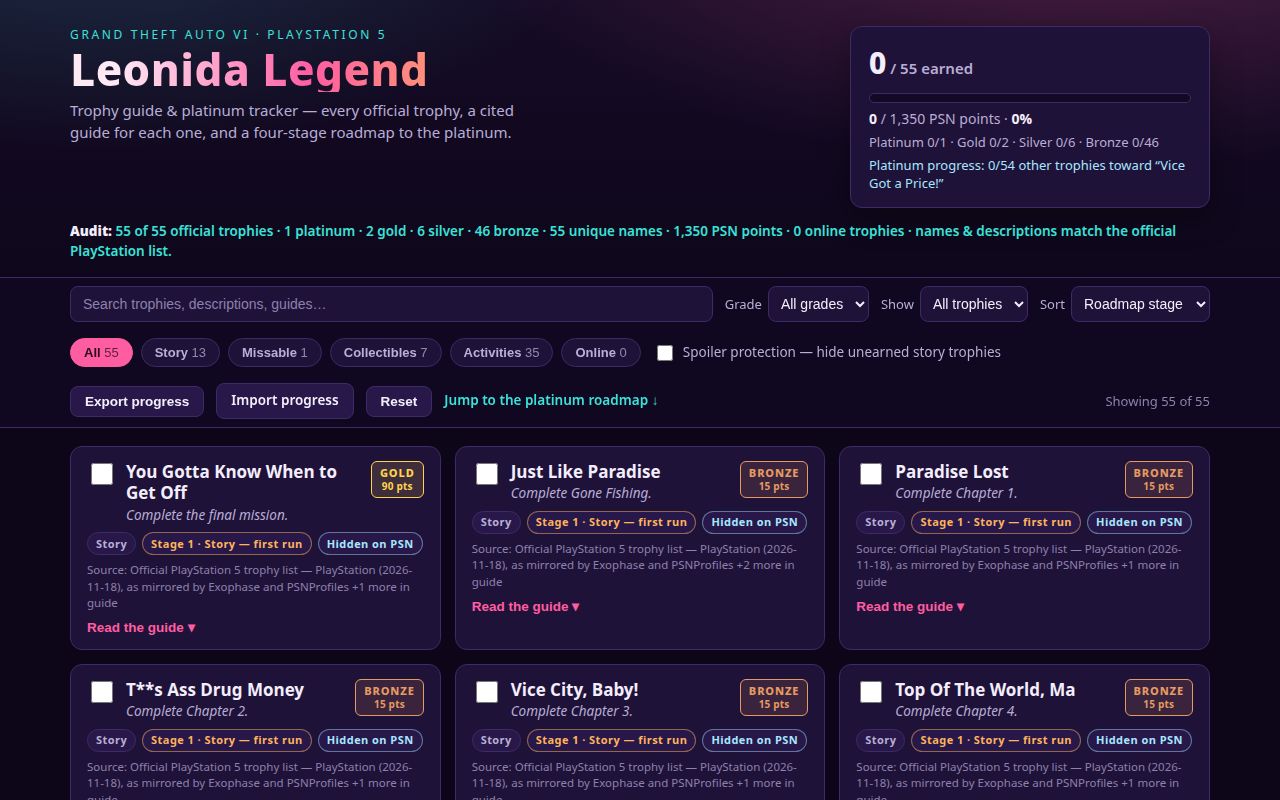 GRAND THEFT AUTO VI · PLAYSTATION 5
Leonida Legend
Trophy guide & platinum tracker — every official trophy, a cited
guide for each one, and a four-stage roadmap to the platinum.
0 / 55 earned
0 / 1,350 PSN points · 0%
Platinum 0/1 · Gold 0/2 · Silver 0/6 · Bronze 0/46
Platinum progress: 0/54 other trophies toward “Vice
Got a Price!”
Audit: 55 of 55 official trophies · 1 platinum · 2 gold · 6 silver · 46 bronze · 55 unique names · 1,350 PSN points · 0 online trophies · names & descriptions match the official
PlayStation list.
Search trophies, descriptions, guides…
Grade All grades Show All trophies Sort Roadmap stage
All 55 Story 13 Missable 1 Collectibles 7 Activities 35 Online 0 Spoiler protection — hide unearned story trophies
Export progress Import progress Reset Jump to the platinum roadmap ↓ Showing 55 of 55
You Gotta Know When to
Get Off
Complete the final mission.
GOLD
90 pts
Story Stage 1 · Story — first run Hidden on PSN
Source: Official PlayStation 5 trophy list — PlayStation (2026-
11-18), as mirrored by Exophase and PSNProfiles +1 more in
guide
Read the guide ▾
Just Like Paradise
Complete Gone Fishing.
BRONZE
15 pts
Story Stage 1 · Story — first run Hidden on PSN
Source: Official PlayStation 5 trophy list — PlayStation (2026-
11-18), as mirrored by Exophase and PSNProfiles +2 more in
guide
Read the guide ▾
Paradise Lost
Complete Chapter 1.
BRONZE
15 pts
Story Stage 1 · Story — first run Hidden on PSN
Source: Official PlayStation 5 trophy list — PlayStation (2026-
11-18), as mirrored by Exophase and PSNProfiles +1 more in
guide
Read the guide ▾
T**s Ass Drug Money
Complete Chapter 2.
BRONZE
15 pts
Story Stage 1 · Story — first run Hidden on PSN
Source: Official PlayStation 5 trophy list — PlayStation (2026-
11-18), as mirrored by Exophase and PSNProfiles +1 more in
guide
Vice City, Baby!
Complete Chapter 3.
BRONZE
15 pts
Story Stage 1 · Story — first run Hidden on PSN
Source: Official PlayStation 5 trophy list — PlayStation (2026-
11-18), as mirrored by Exophase and PSNProfiles +1 more in
guide
Top Of The World, Ma
Complete Chapter 4.
BRONZE
15 pts
Story Stage 1 · Story — first run Hidden on PSN
Source: Official PlayStation 5 trophy list — PlayStation (2026-
11-18), as mirrored by Exophase and PSNProfiles +1 more in
guide